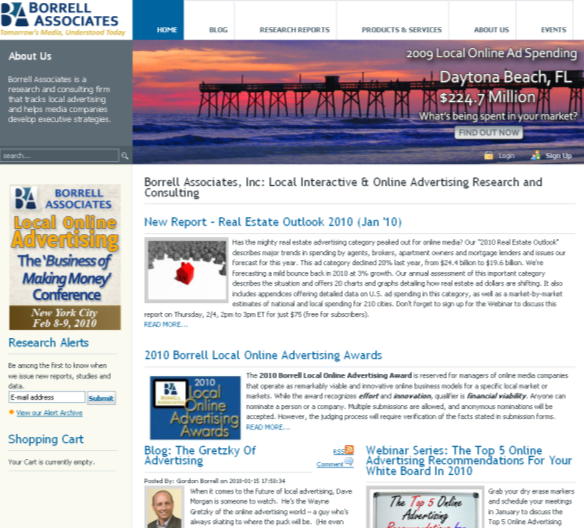 BORRELL
ASSOCIATES
Tomorrow's Media, Understood Today
HOME
BLOG
RESEARCH REPORTS
PRODUCTS & SERVICES
ABOUT US
EVENTS
About Us
Borrell Associates is a
research and consulting firm
that tracks local advertising
and helps media companies
develop executive strategies.
search...
2009 Local Online Ad Spending
Daytona Beach, FL
$224.7 Million
What's being spent in your market?
FIND OUT NOW
Login
Sign Up
BORRELL
ASSOCIATES
Local Online
Advertising
The 'Business of
Making Money'
Conference
New York City
Feb 8-9, 2010
Research Alerts
Be among the first to know when
we issue new reports, studies and
data.
E-mail address
Submit
View our Alert Archive
Shopping Cart
Your Cart is currently empty.
Borrell Associates, Inc: Local Interactive & Online Advertising Research and
Consulting
New Report - Real Estate Outlook 2010 (Jan '10)
Has the mighty real estate advertising category peaked out for online media? Our "2010 Real Estate Outlook"
describes major trends in spending by agents, brokers, apartment owners and mortgage lenders and issues our
forecast for this year. This ad category declined 20% last year, from $24.4 billion to $19.6 billion. We're
forecasting a mild bounce back in 2010 at 3% growth. Our annual assessment of this important category
describes the situation and offers 20 charts and graphs detailing how real estate ad dollars are shifting. It also
includes appendices offering detailed data on U.S. ad spending in this category, as well as a market-by-market
estimates of national and local spending for 210 cities. Don't forget to sign up for the Webinar to discuss this
report on Thursday, 2/4, 2pm to 3pm ET for just $75 (free for subscribers).
READ MORE...
2010 Borrell Local Online Advertising Awards
2010
Local
Online
Advertising
Awards
The 2010 Borrell Local Online Advertising Award is reserved for managers of online media companies
that operate as remarkably viable and innovative online business models for a specific local market or
markets. While the award recognizes effort and innovation, qualifier is financial viability. Anyone can
nominate a person or a company. Multiple submissions are allowed, and anonymous nominations will be
accepted. However, the judging process will require verification of the facts stated in submission forms.
READ MORE...
Blog: The Gretzky Of
Advertising
RSS
Comment
Posted By: Gordon Borrell on 2010-01-15 17:50:34
When it comes to the future of local advertising, Dave
Morgan is someone to watch. He's the Wayne
Gretzky of the online advertising world – a guy who's
always skating to where the puck will be. (He even
Webinar Series: The Top 5 Online
Advertising Recommendations For Your
White Board In 2010
The Top 5 Online
Advertising
Grab your dry erase markers
and schedule your meetings
in January to discuss the
Top 5 Online Advertising